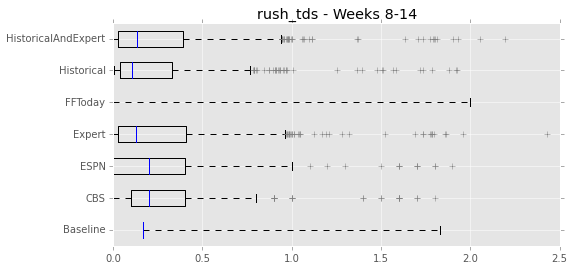 rush_tds - Weeks 8-14
HistoricalAndExpert
Historical
FFToday
Expert
ESPN
CBS
Baseline
0.0 0.5 1.0 1.5 2.0 2.5